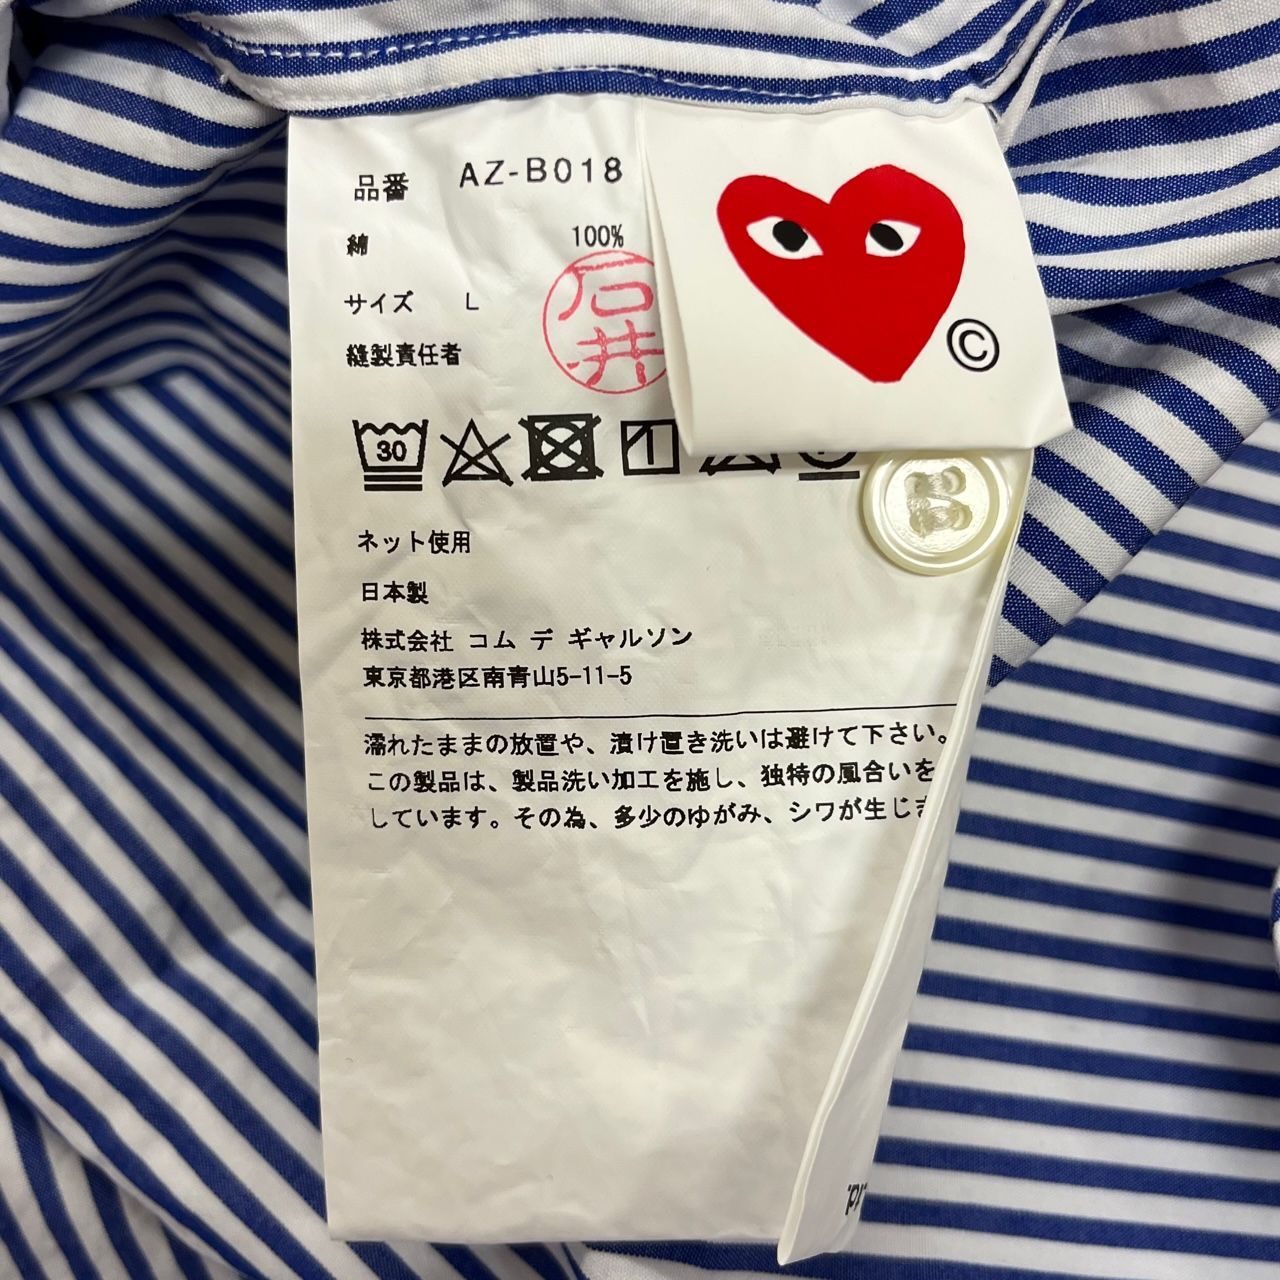 品番 AZ-B018
綿 100%
サイズ L
石井
縫製責任者
30
ネット使用
日本製
株式会社 コム デ ギャルソン
東京都港区南青山5-11-5
濡れたままの放置や、漬け置き洗いは避けて下さい。
この製品は、製品洗い加工を施し、独特の風合いを
しています。その為、多少のゆがみ、シワが生じま
©